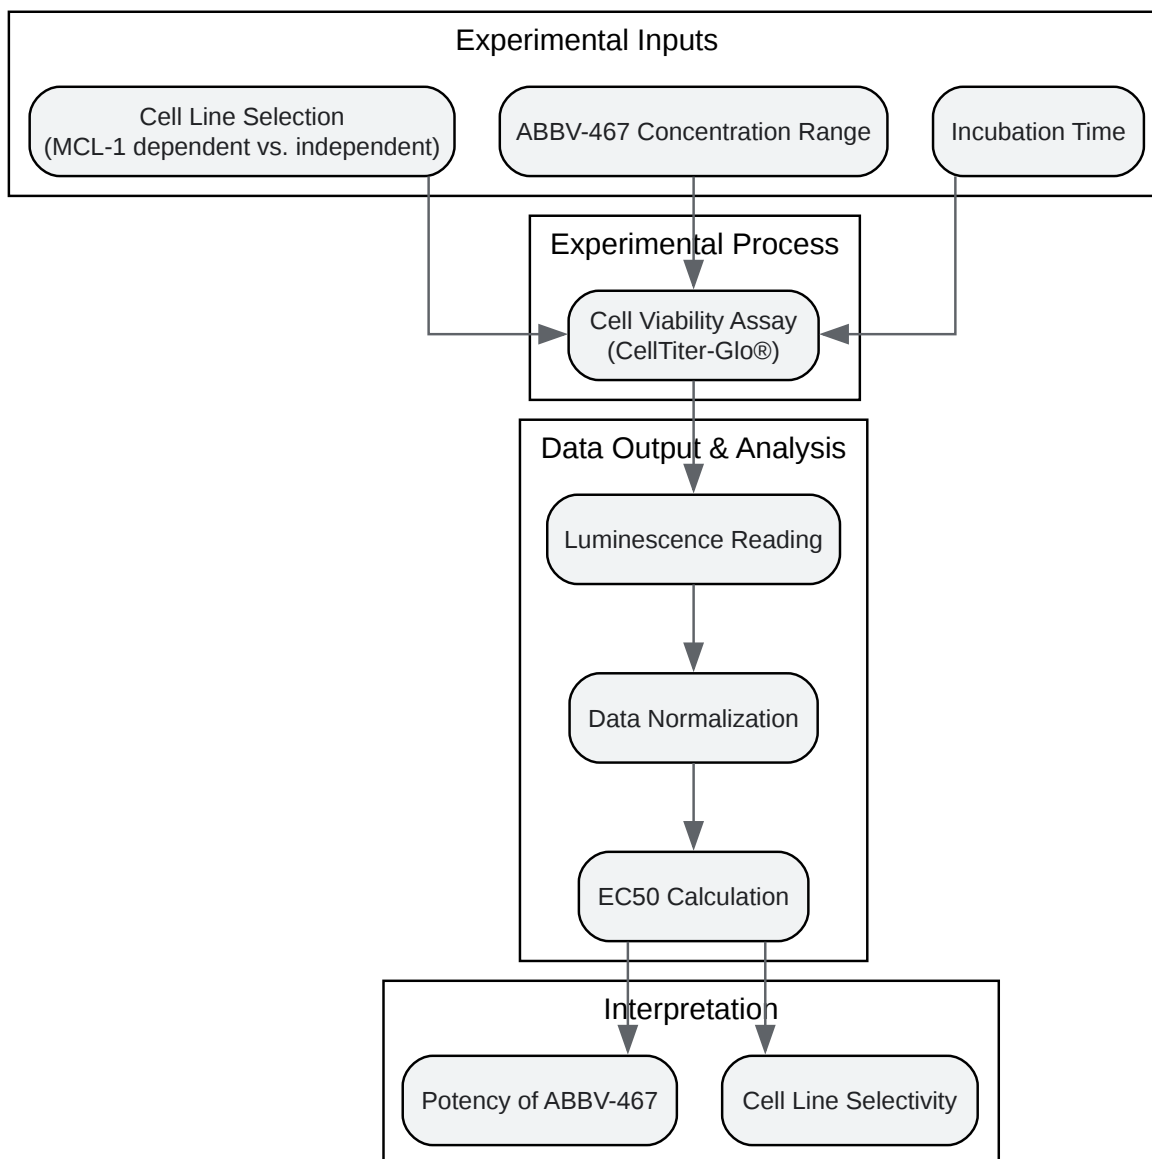 Experimental Inputs
Cell Line Selection
(MCL-1 dependent vs. independent)
ABBV-467 Concentration Range
Incubation Time
Experimental Process
Cell Viability Assay
(CellTiter-Glo®)
Data Output & Analysis
Luminescence Reading
Data Normalization
EC50 Calculation
Interpretation
Potency of ABBV-467
Cell Line Selectivity